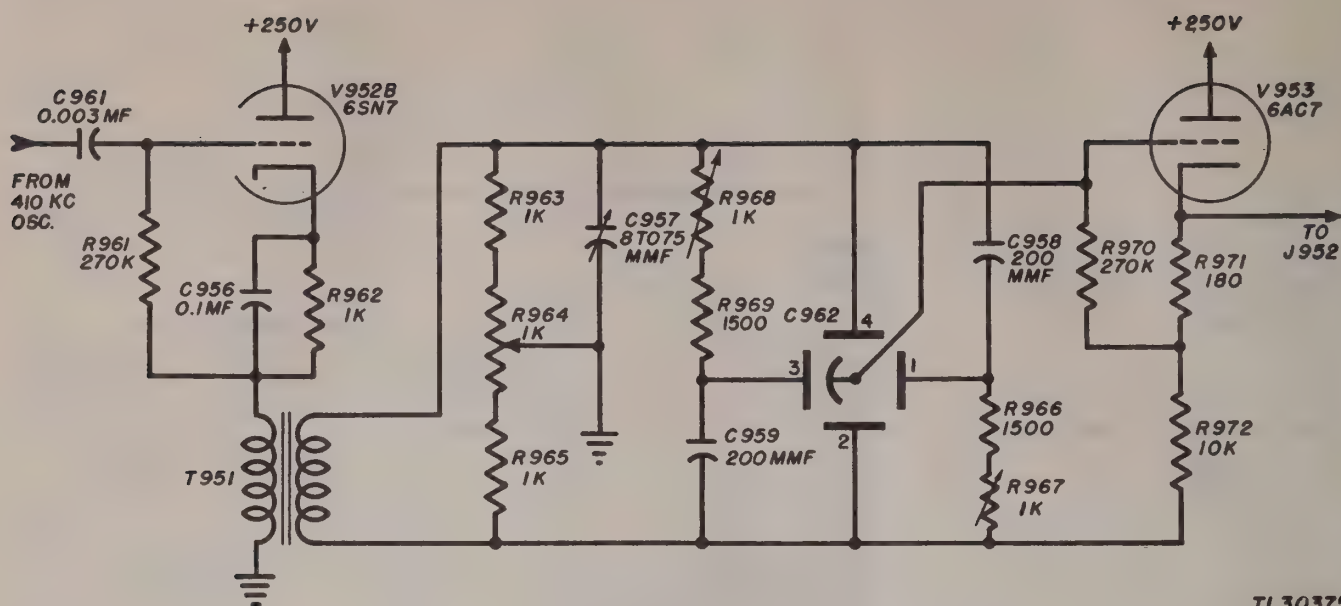 +250V
+250V
C961
0.003MF
V952B
6SN7
V953
6AC7
FROM
410 KC
OSC.
R961
270K
C956
0.1MF
R962
1K
R963
1K
C957
8 TO 75
MMF
R968
1K
C958
200
MMF
R970
270K
TO
J952
R971
180
R964
1K
R969
1500
C962
4
3
1
2
R965
1K
C959
200 MMF
R966
1500
R967
1K
R972
10K
T951
TL30375